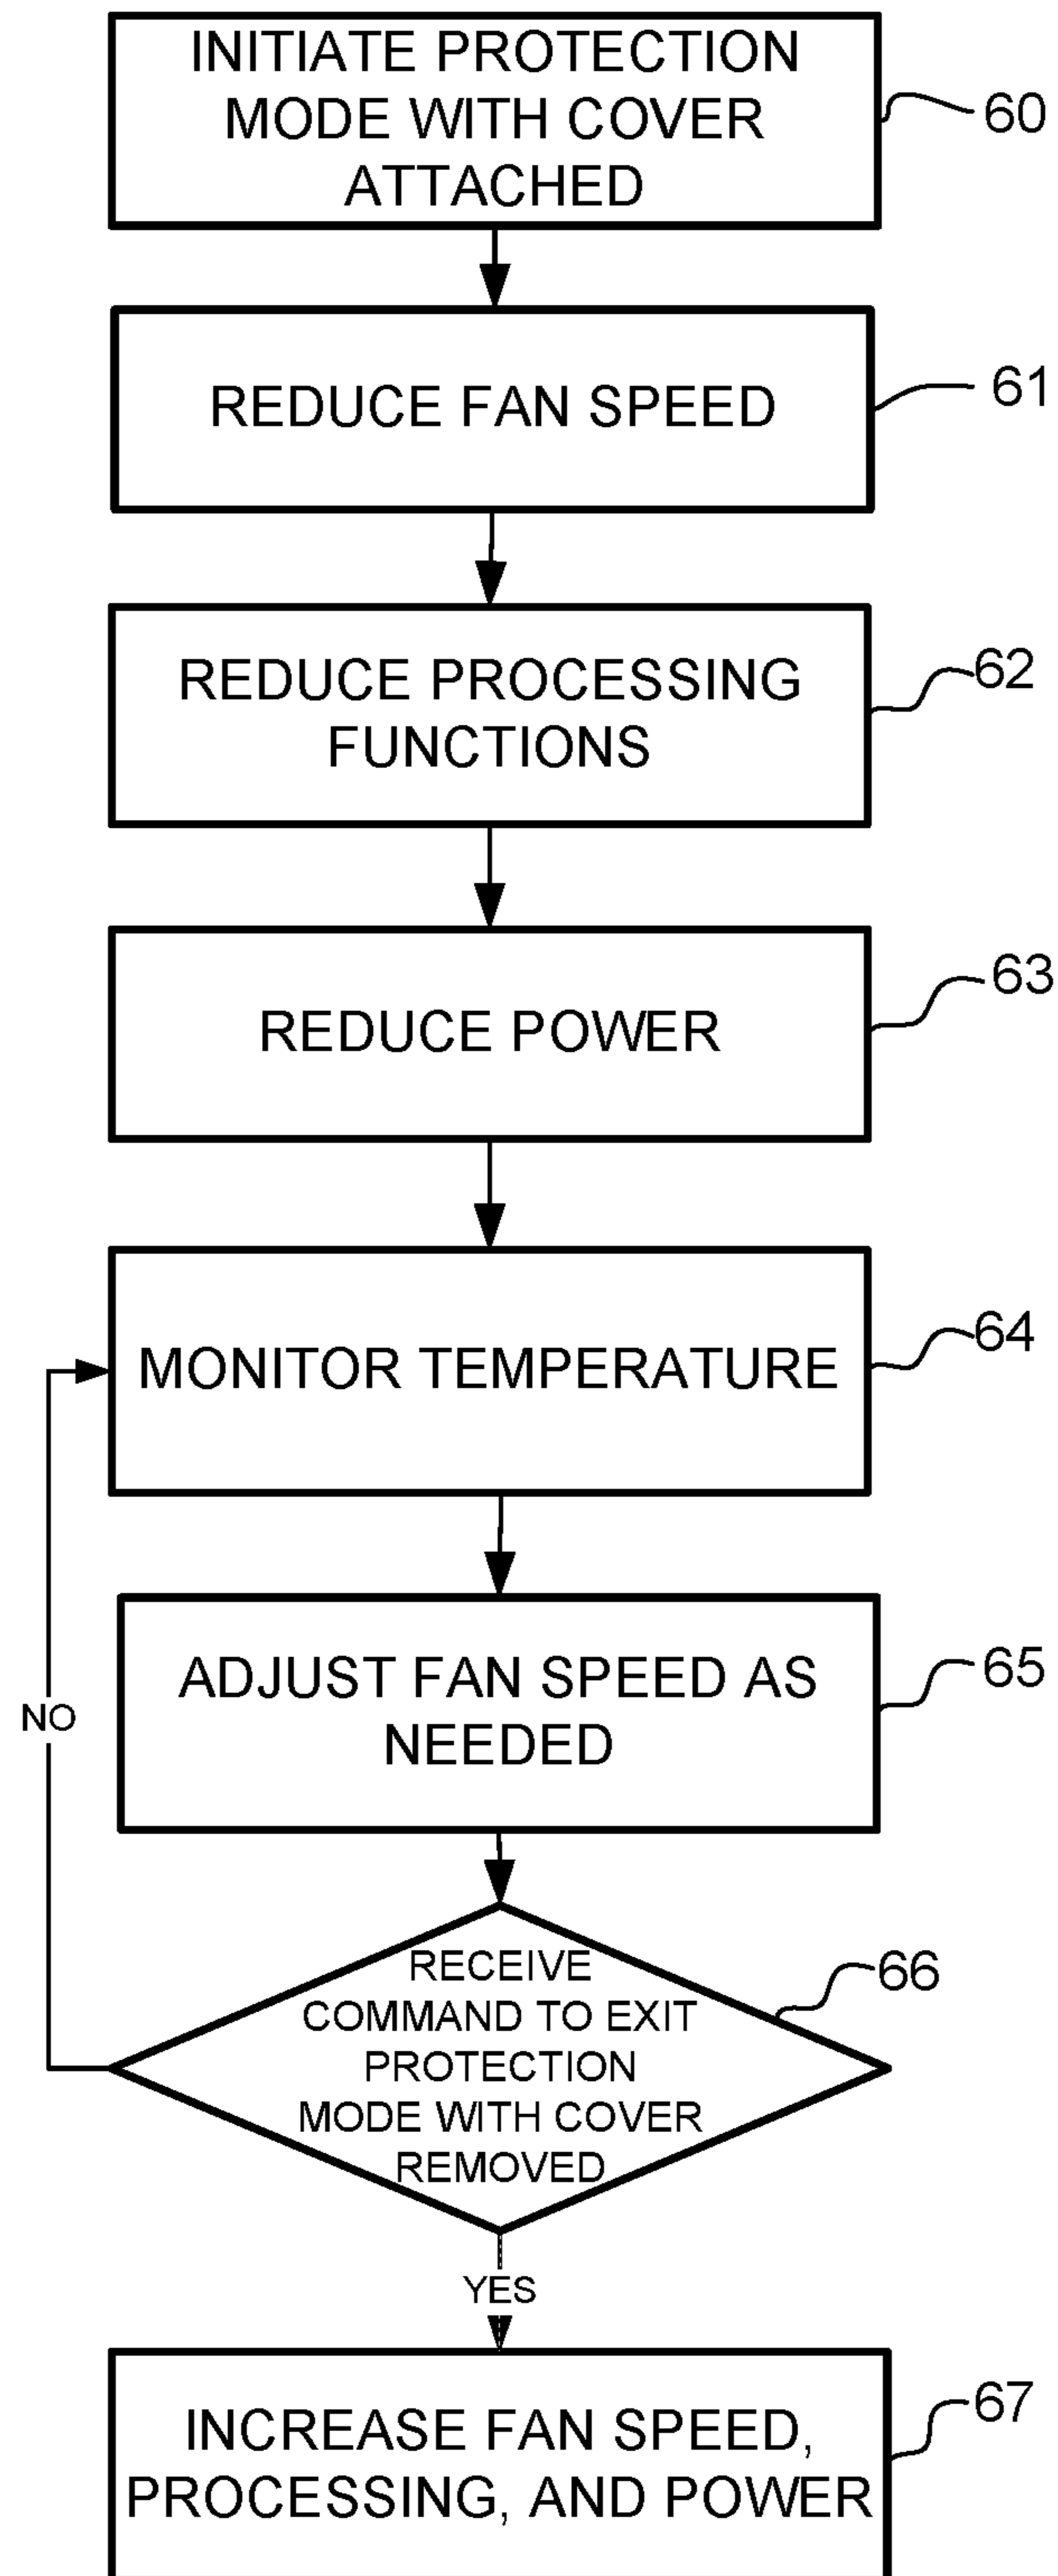 INITIATE PROTECTION
MODE WITH COVER
ATTACHED
60
REDUCE FAN SPEED
61
REDUCE PROCESSING
FUNCTIONS
62
REDUCE POWER
63
MONITOR TEMPERATURE
64
ADJUST FAN SPEED AS
NEEDED
65
NO
RECEIVE
COMMAND TO EXIT
PROTECTION
MODE WITH COVER
REMOVED
66
YES
INCREASE FAN SPEED,
PROCESSING, AND POWER
67